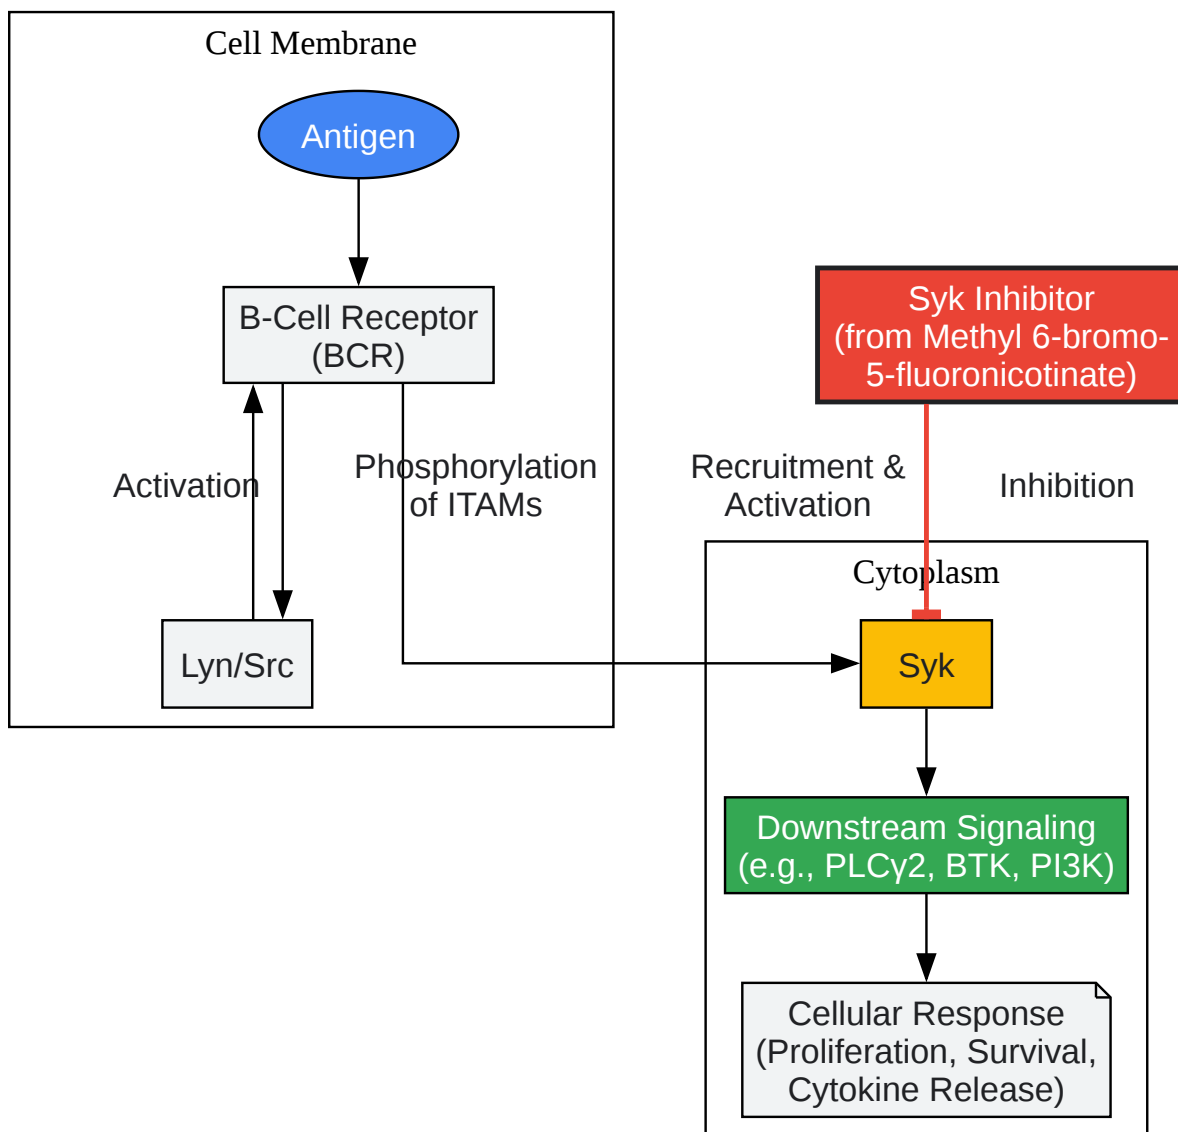 Cell Membrane
Antigen
B-Cell Receptor
(BCR)
Syk Inhibitor
(from Methyl 6-bromo-
5-fluoronicotinate)
Activation
Phosphorylation
of ITAMs
Recruitment &
Activation
Inhibition
Cytoplasm
Lyn/Src
Syk
Downstream Signaling
(e.g., PLCγ2, BTK, PI3K)
Cellular Response
(Proliferation, Survival,
Cytokine Release)